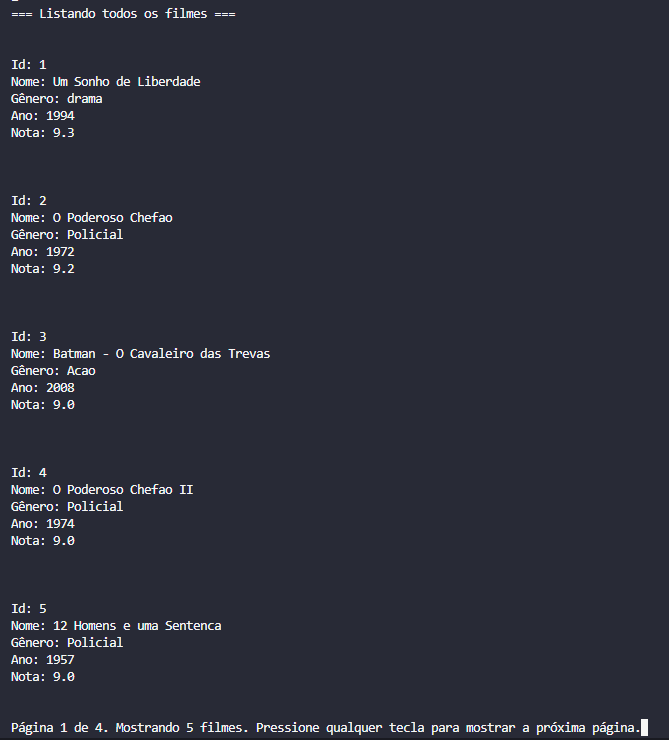 === Listando todos os filmes ===
Id: 1
Nome: Um Sonho de Liberdade
Gênero: drama
Ano: 1994
Nota: 9.3
Id: 2
Nome: O Poderoso Chefao
Gênero: Policial
Ano: 1972
Nota: 9.2
Id: 3
Nome: Batman - O Cavaleiro das Trevas
Gênero: Acao
Ano: 2008
Nota: 9.0
Id: 4
Nome: O Poderoso Chefao II
Gênero: Policial
Ano: 1974
Nota: 9.0
Id: 5
Nome: 12 Homens e uma Sentenca
Gênero: Policial
Ano: 1957
Nota: 9.0
Página 1 de 4. Mostrando 5 filmes. Pressione qualquer tecla para mostrar a próxima página.